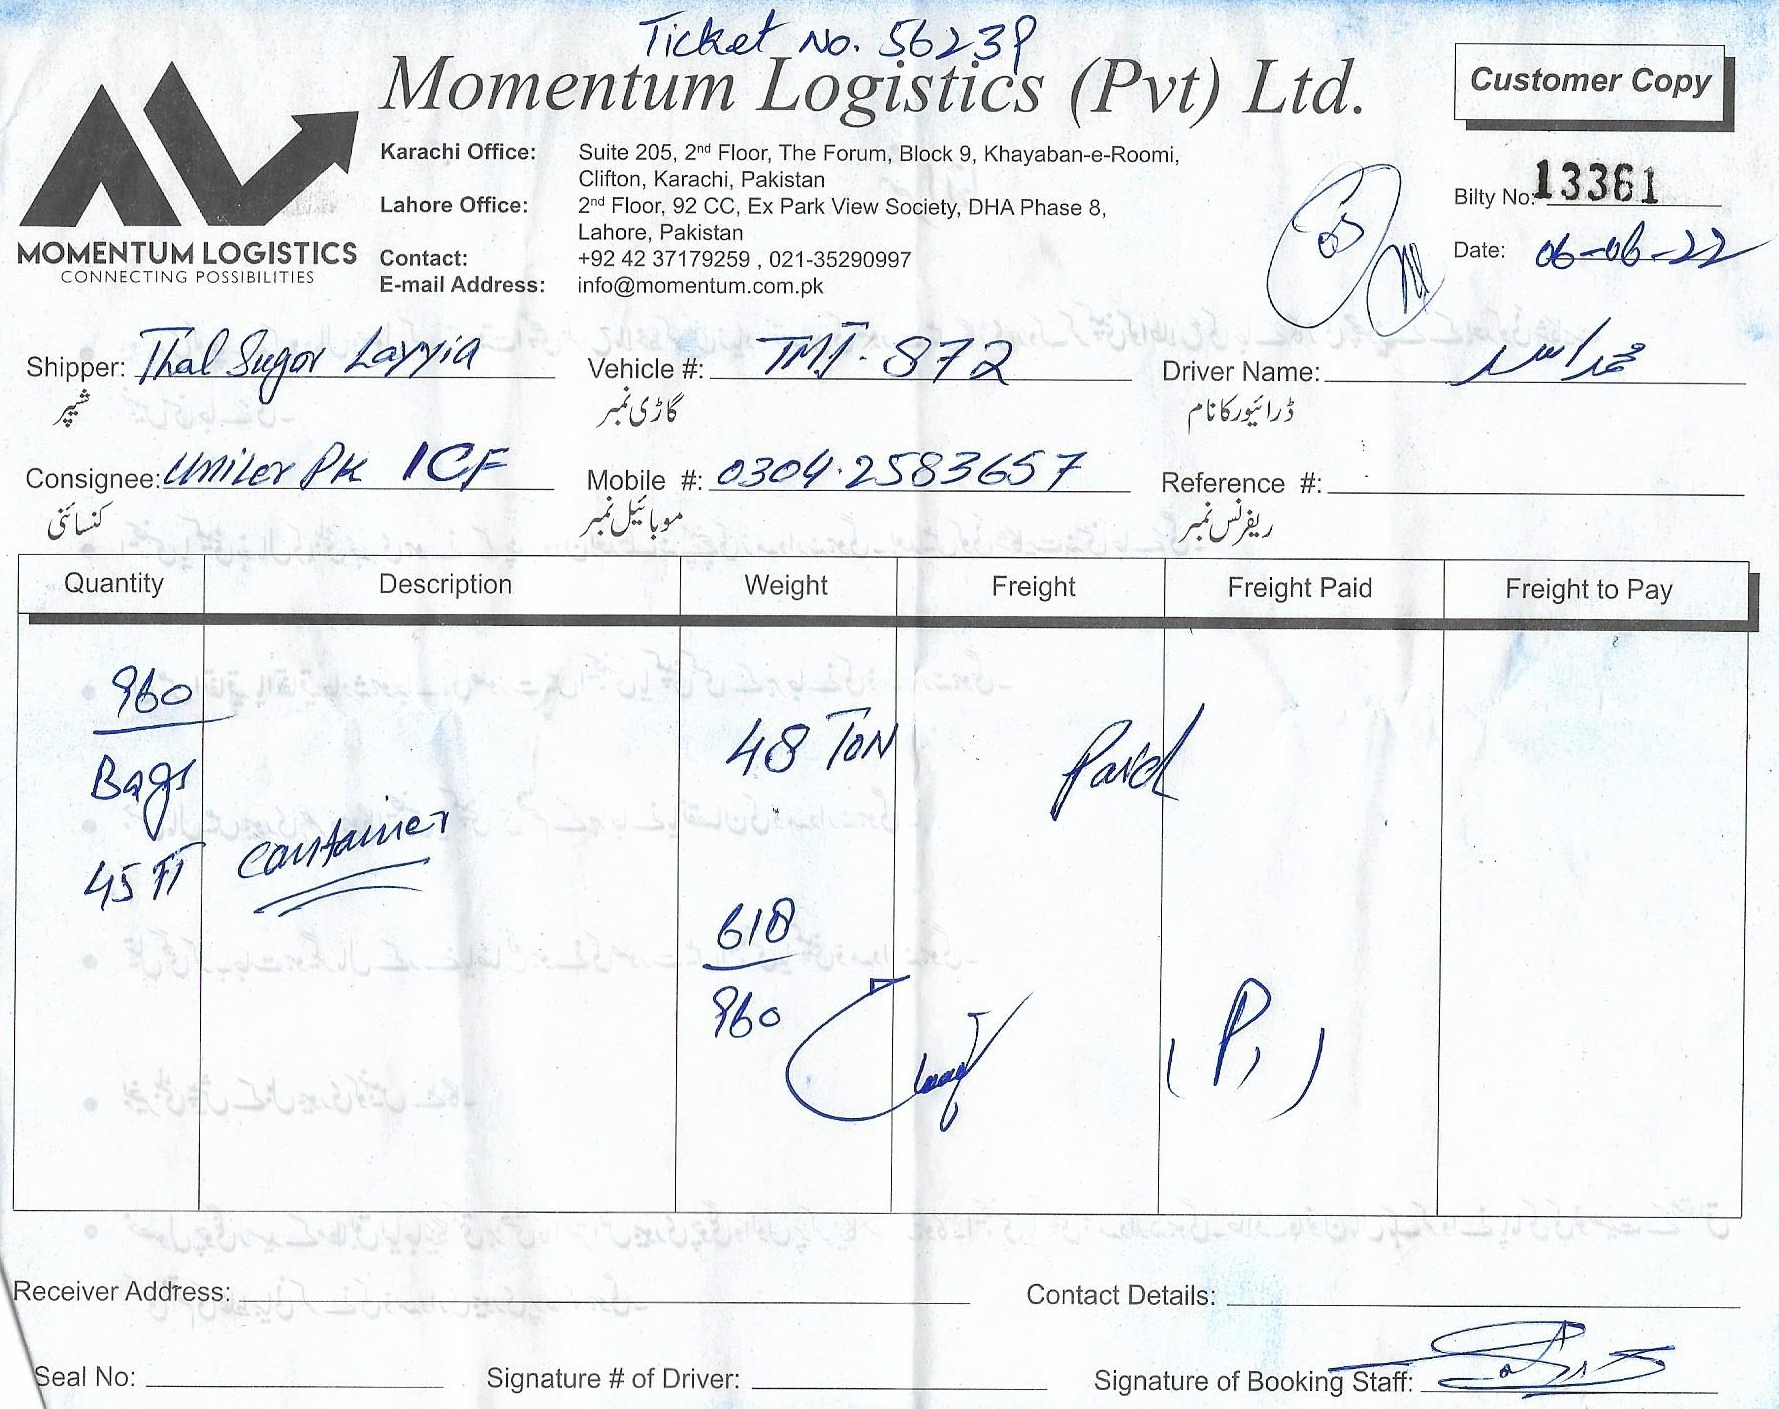 Ticket No. 56239
Momentum Logistics (Pvt) Ltd.
Customer Copy
MOMENTUM LOGISTICS
CONNECTING POSSIBILITIES
Karachi Office: Suite 205, 2nd Floor, The Forum, Block 9, Khayaban-e-Roomi,
Clifton, Karachi, Pakistan
Lahore Office: 2nd Floor, 92 CC, Ex Park View Society, DHA Phase 8,
Lahore, Pakistan
Contact: +92 42 37179259 , 021-35290997
E-mail Address: info@momentum.com.pk
Bilty No: 13361
Date: 06-06-22
Shipper: Thal Sugar Layyia Vehicle #: TMJ-872 Driver Name:
شیپر گاڑی نمبر ڈرائیور کا نام
Consignee: Uniler Pk ICF Mobile #: 0304-2583657 Reference #:
کنسائنی موبائیل نمبر ریفرنس نمبر
Quantity Description Weight Freight Freight Paid Freight to Pay
960
Bags 48 TON Paid
45 FT Container
618
960
(P,)
Receiver Address: Contact Details:
Seal No: Signature # of Driver: Signature of Booking Staff: